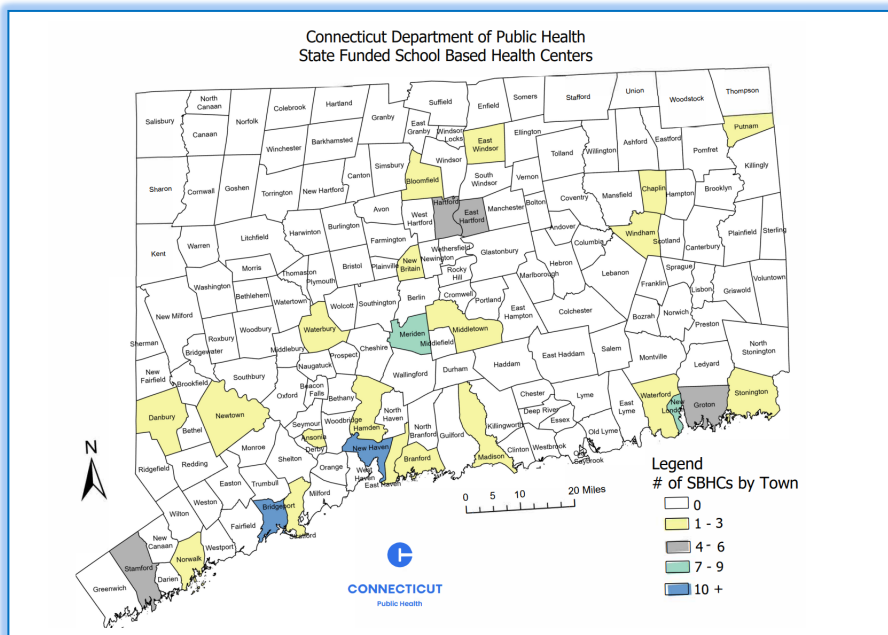 Connecticut Department of Public Health
State Funded School Based Health Centers
North
Canaan
Colebrook
Hartland
Suffield
Enfield
Somers
Stafford
Union
Woodstock
Thompson
Salisbury
Norfolk
Granby
East
Granby
Windsor
Locks
Canaan
Winchester
Barkhamsted
East
Windsor
Ellington
Putnam
Simsbury
Windsor
Tolland
Willington
Ashford
Eastford
Pomfret
Killingly
Sharon
Cornwall
Goshen
Torrington
New Hartford
Canton
Bloomfield
South
Windsor
Vernon
Coventry
Mansfield
Chaplin
Hampton
Brooklyn
Avon
West
Hartford
Hartford
East
Hartford
Manchester
Bolton
Kent
Warren
Litchfield
Harwinton
Burlington
Farmington
Andover
Windham
Scotland
Canterbury
Plainfield
Sterling
Wethersfield
Newington
Glastonbury
Columbia
Hebron
Morris
Thomaston
Plymouth
Bristol
Plainville
New
Britain
Rocky
Hill
Marlborough
Lebanon
Franklin
Sprague
Lisbon
Griswold
Voluntown
Washington
Bethlehem
Watertown
Wolcott
Southington
Berlin
Cromwell
Portland
East
Hampton
Colchester
Bozrah
Norwich
Preston
New Milford
Roxbury
Woodbury
Waterbury
Meriden
Middletown
Middlefield
Sherman
Bridgewater
Middlebury
Prospect
Cheshire
Naugatuck
Wallingford
Durham
Haddam
East Haddam
Salem
Montville
Ledyard
North
Stonington
New
Fairfield
Brookfield
Southbury
Oxford
Beacon
Falls
Bethany
Hamden
North
Haven
Chester
Lyme
Deep River
Essex
East
Lyme
Waterford
New
London
Groton
Stonington
Danbury
Bethel
Newtown
Seymour
Woodbridge
Ansonia
Derby
North
Branford
Guilford
Killingworth
Old Lyme
Monroe
Shelton
New Haven
Branford
Madison
Clinton
Westbrook
Old
Saybrook
Ridgefield
Redding
Orange
West
Haven
East Haven
Easton
Trumbull
Milford
Weston
Wilton
Fairfield
Bridgeport
Stratford
New
Canaan
Westport
Norwalk
Stamford
Darien
Greenwich
N
0 5 10 20 Miles
Legend
# of SBHCs by Town
0
1 - 3
4 - 6
7 - 9
10 +
CONNECTICUT
Public Health